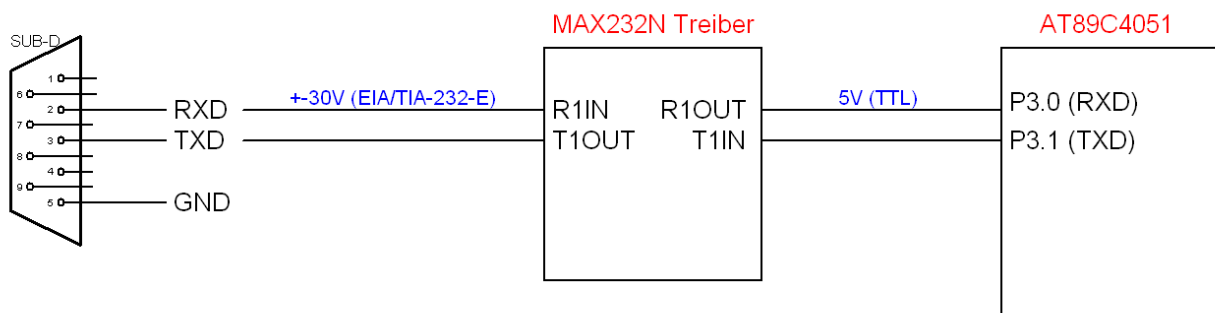 MAX232N Treiber
AT89C4051
SUB-D
1
6
2
RXD
+-30V (EIA/TIA-232-E)
R1IN
R1OUT
5V (TTL)
P3.0 (RXD)
7
3
TXD
T1OUT
T1IN
P3.1 (TXD)
8
4
9
5
GND